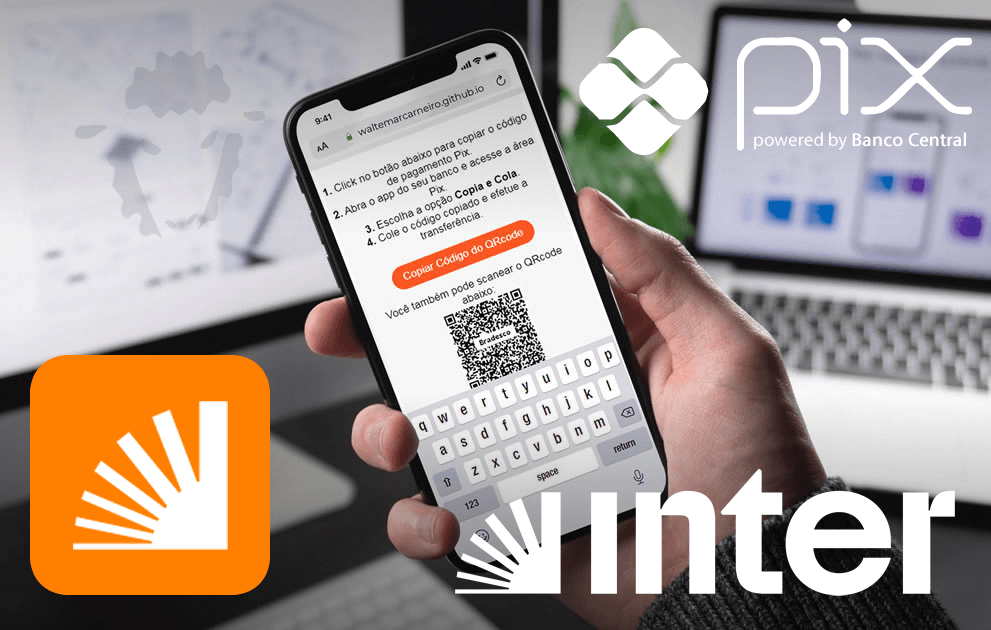 pix
powered by Banco Central
9:41
AA waltemarcarneiro.github.io
1. Click no botão abaixo para copiar o código
de pagamento Pix.
2. Abra o app do seu banco e acesse a área
Pix.
3. Escolha a opção Copia e Cola.
4. Cole o código copiado e efetue a
transferência.
Copiar Código do QRcode
Você também pode scanear o QRcode
abaixo:
Bradesco
q w e r t y u i o p
a s d f g h j k l
z x c v b n m
123 space return
inter